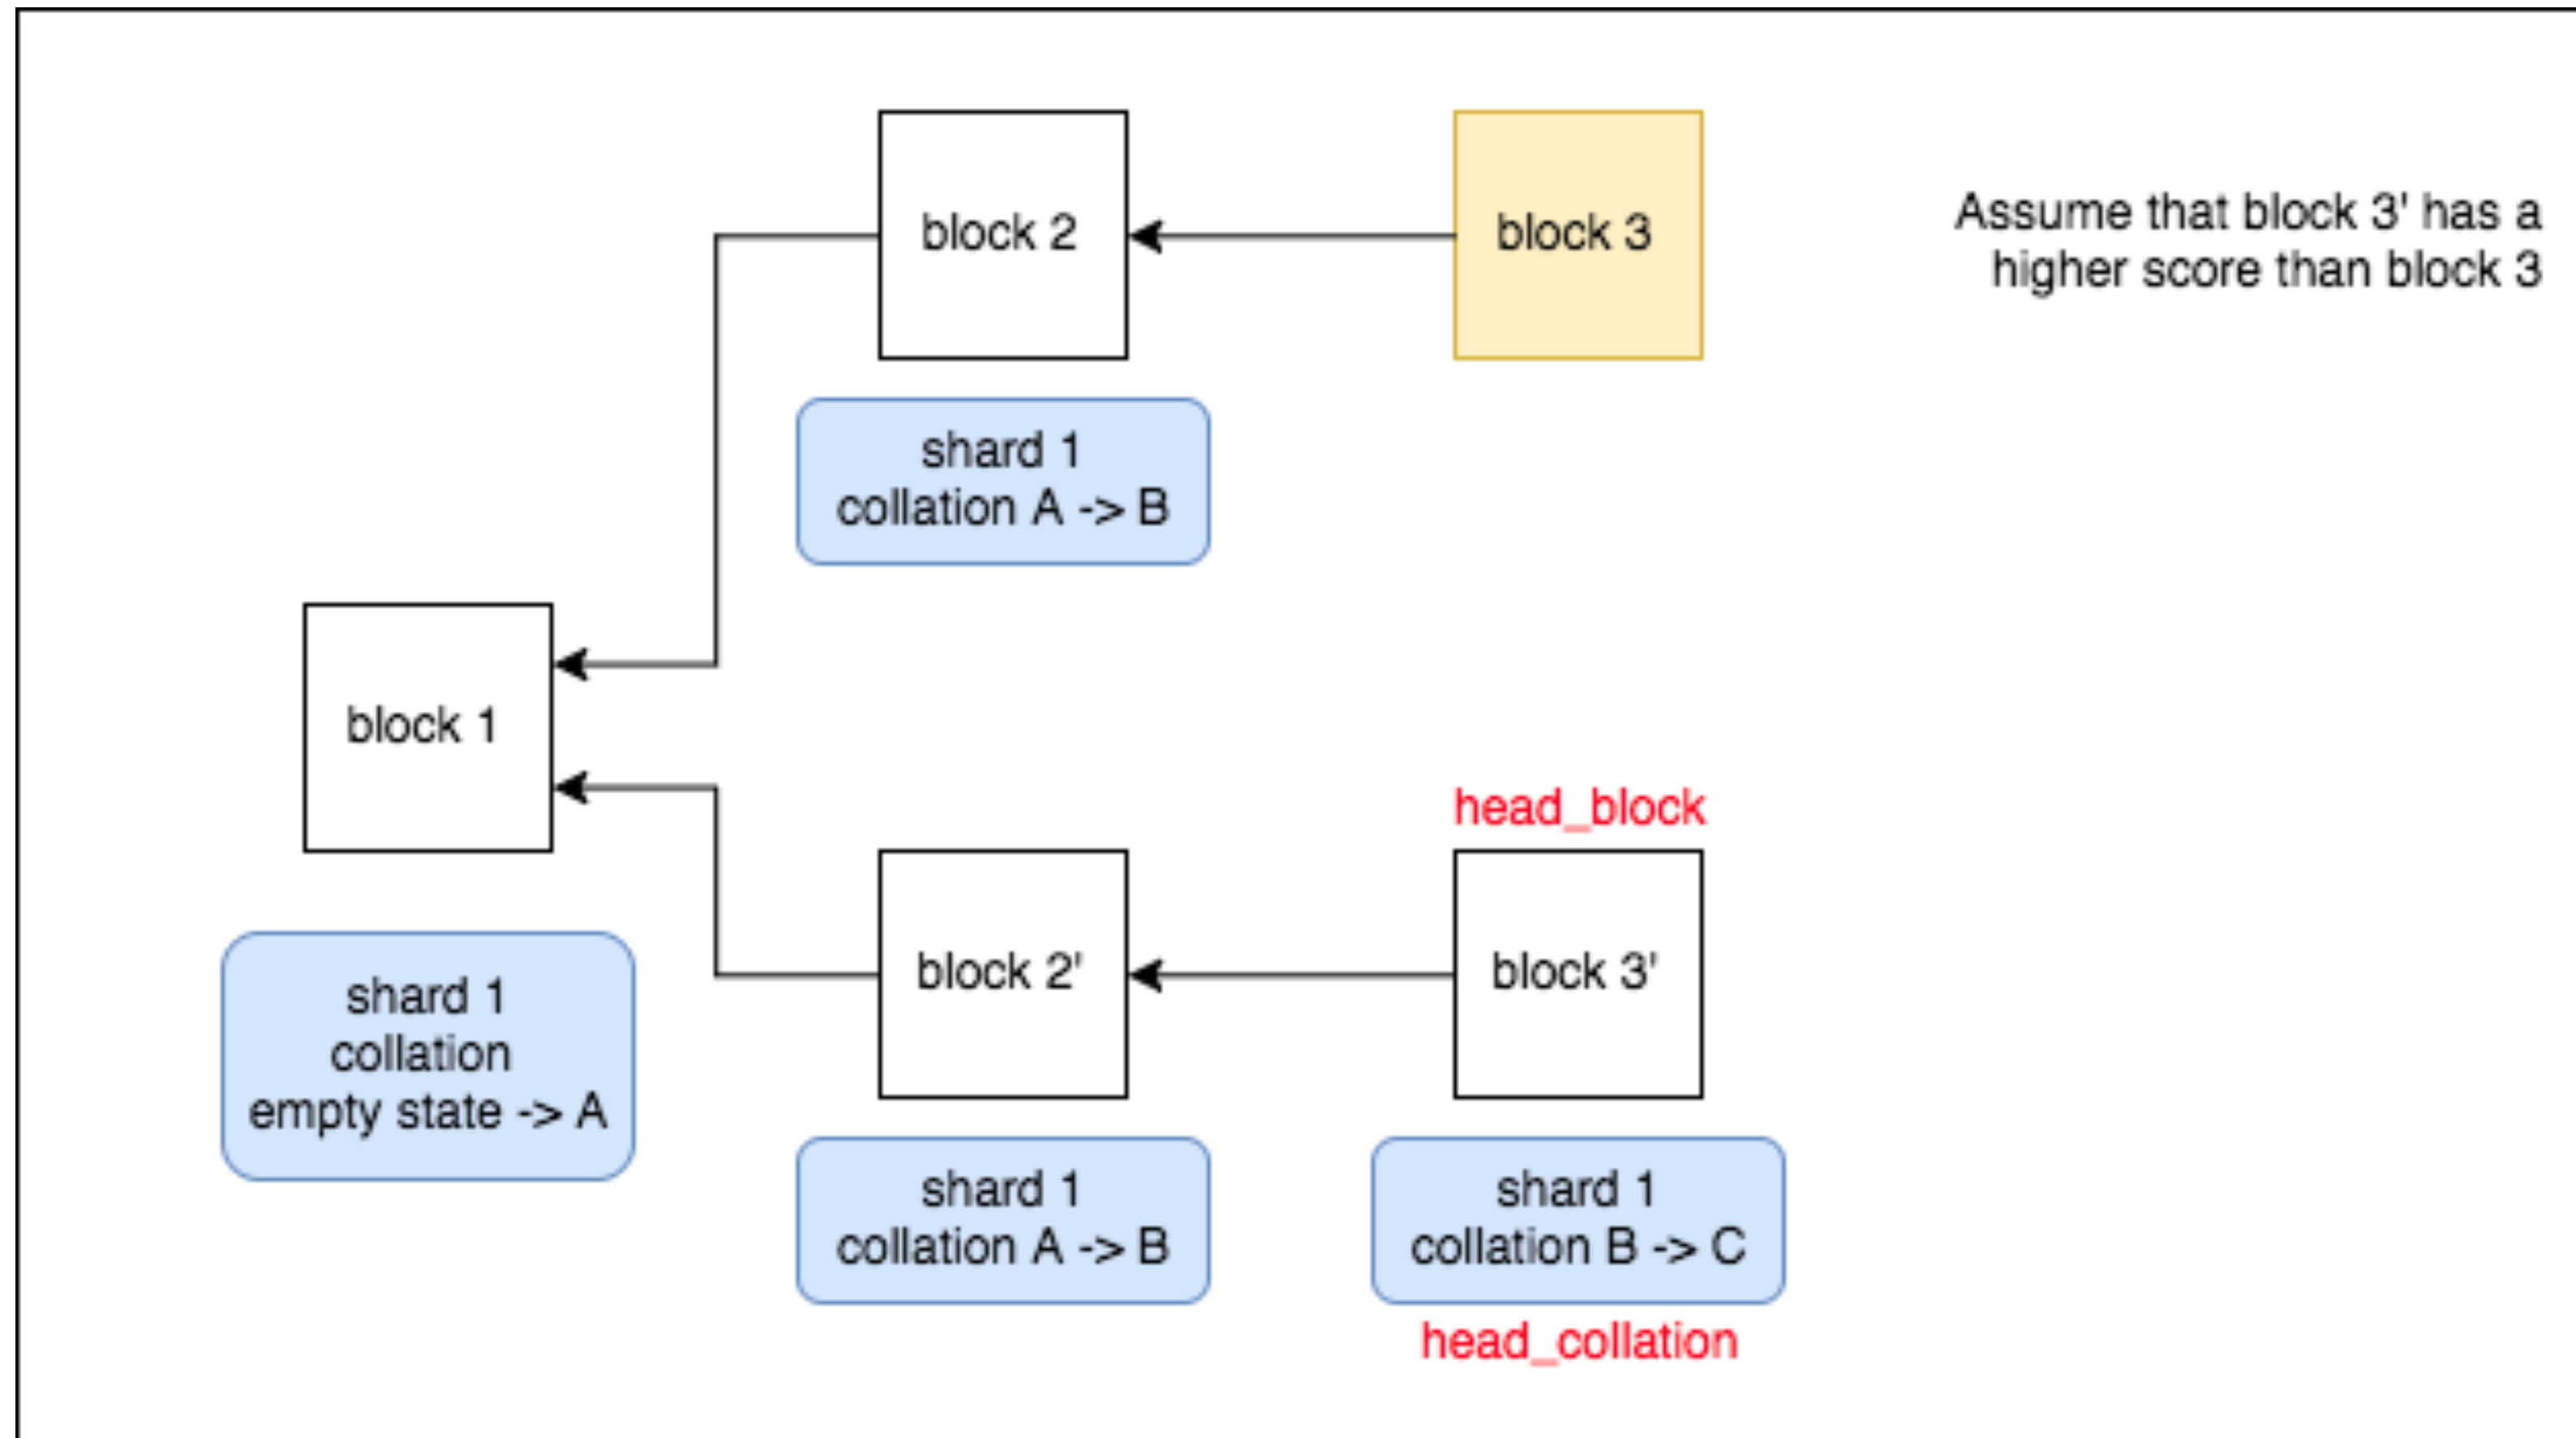 block 2
block 3
Assume that block 3' has a
higher score than block 3
shard 1
collation A -> B
block 1
head_block
block 2'
block 3'
shard 1
collation
empty state -> A
shard 1
collation A -> B
shard 1
collation B -> C
head_collation